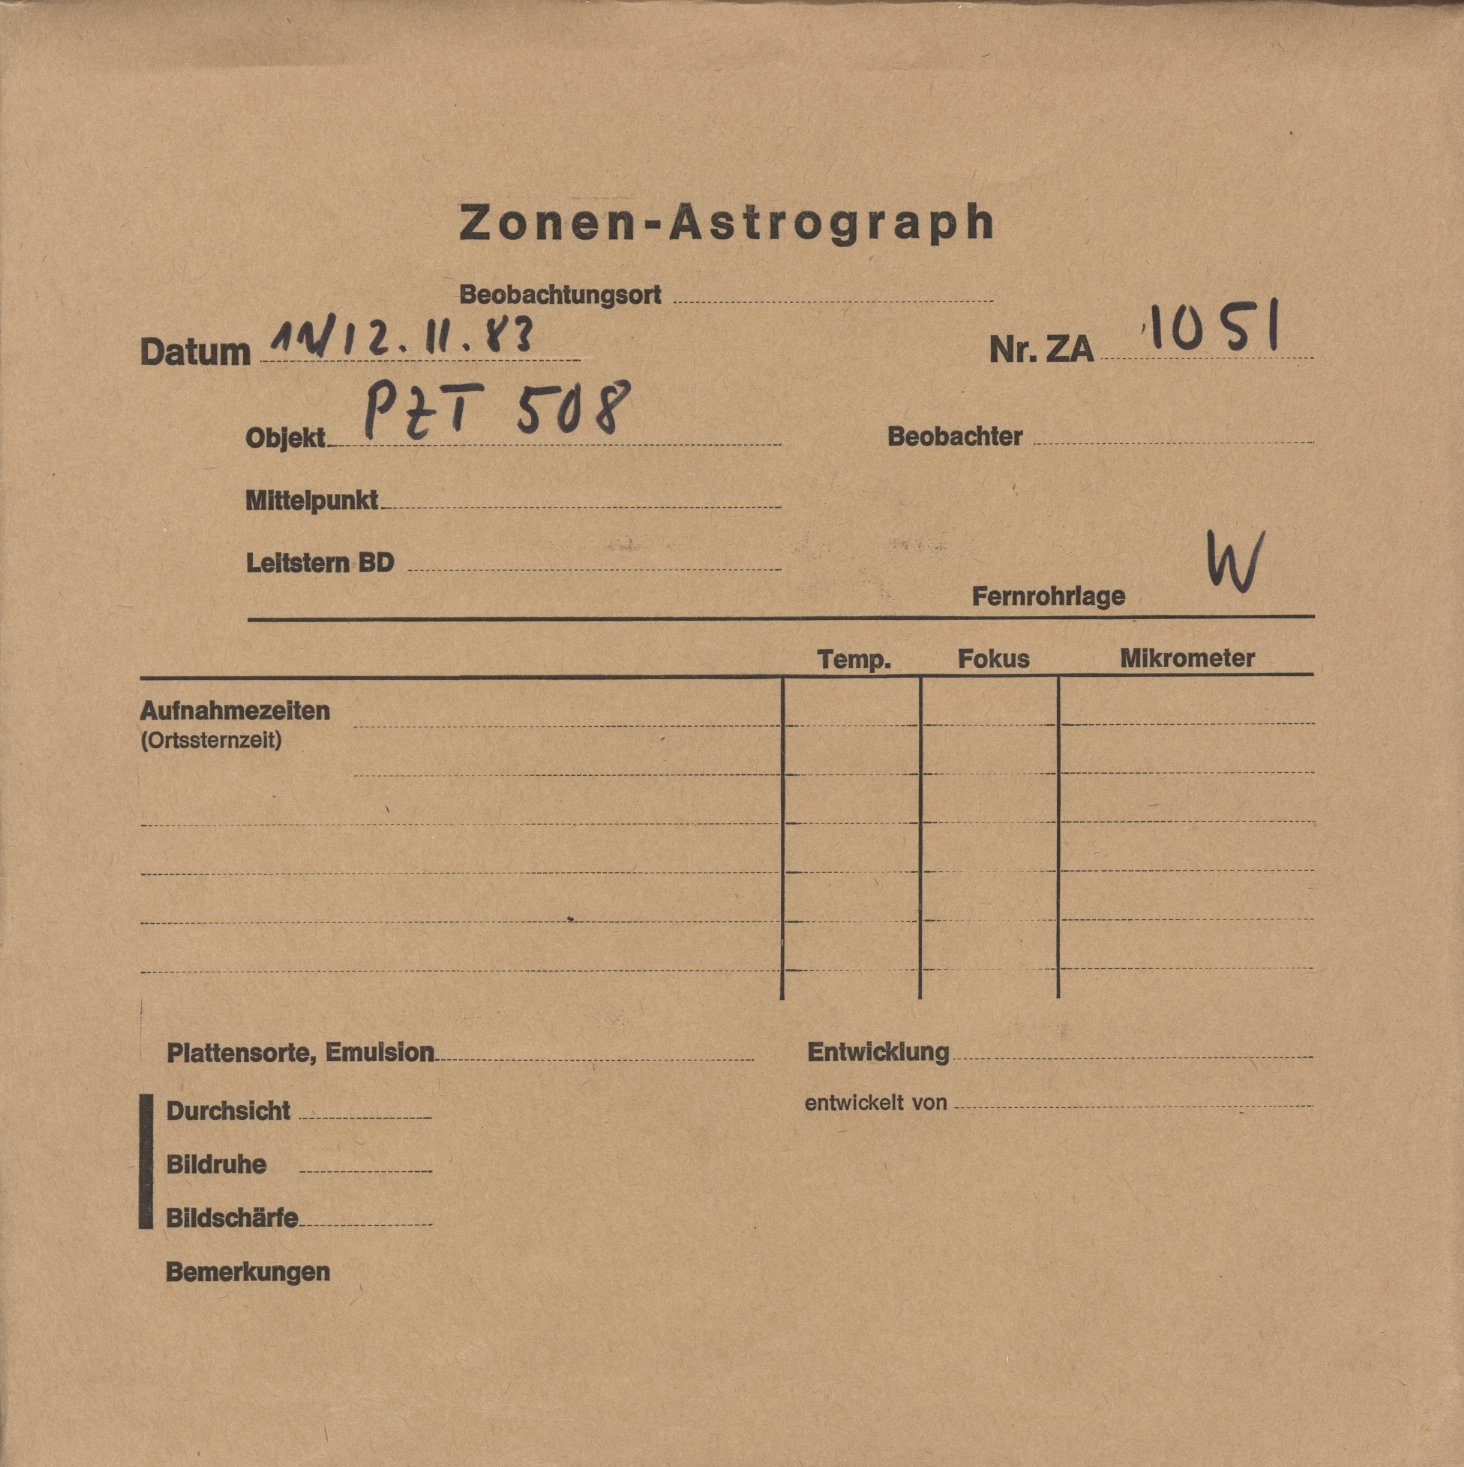 Zonen-Astrograph
Beobachtungsort
Datum 11/12.11.83 Nr. ZA 1051
Objekt PZT 508 Beobachter
Mittelpunkt
Leitstern BD
Fernrohrlage W
Temp. Fokus Mikrometer
Aufnahmezeiten
(Ortssternzeit)
Plattensorte, Emulsion Entwicklung
Durchsicht entwickelt von
Bildruhe
Bildschärfe
Bemerkungen